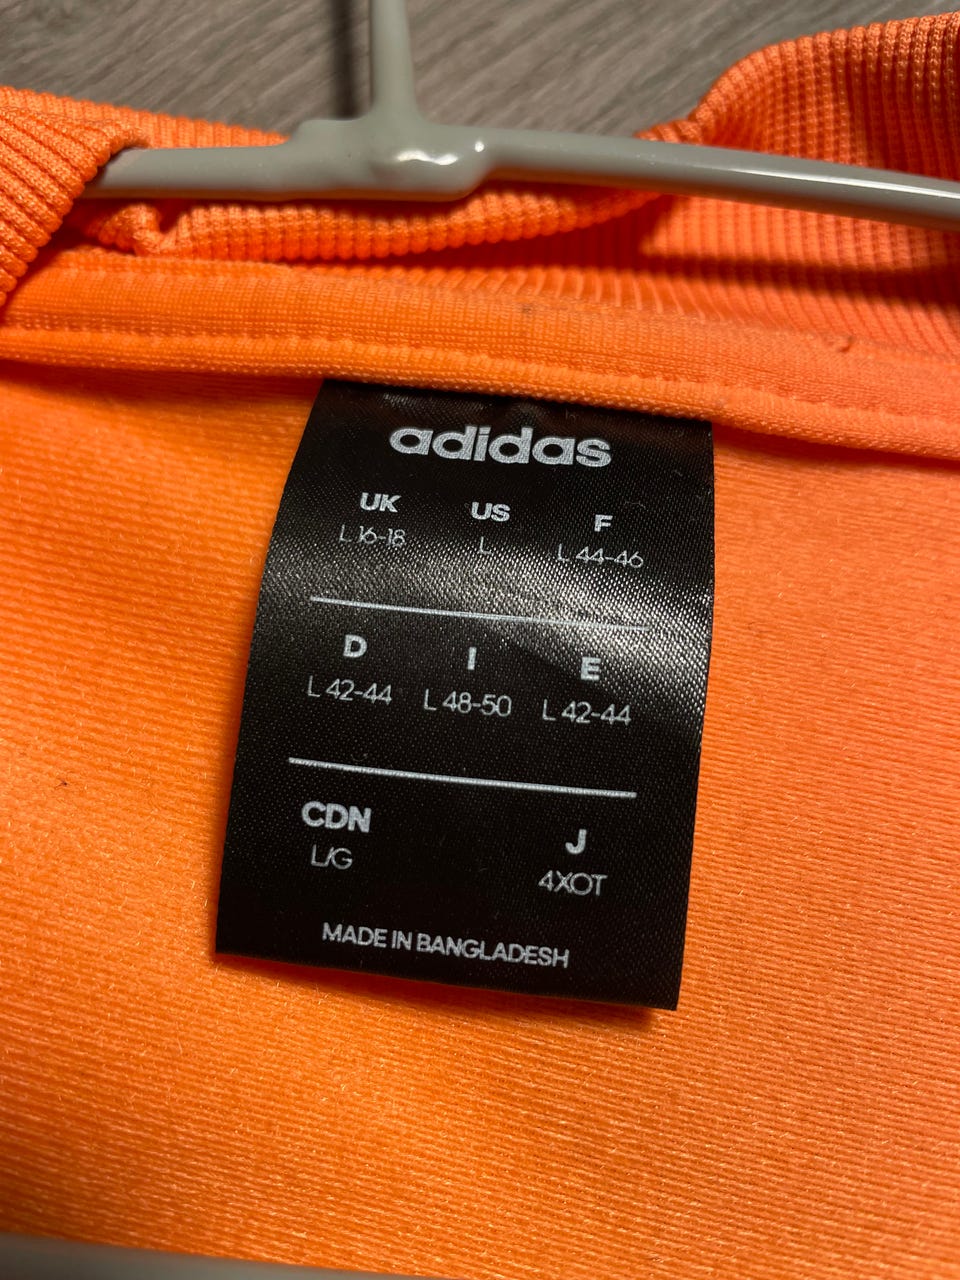 adidas
UK US F
L 16-18 L L 44-46
D I E
L 42-44 L 48-50 L 42-44
CDN J
L/G 4XOT
MADE IN BANGLADESH